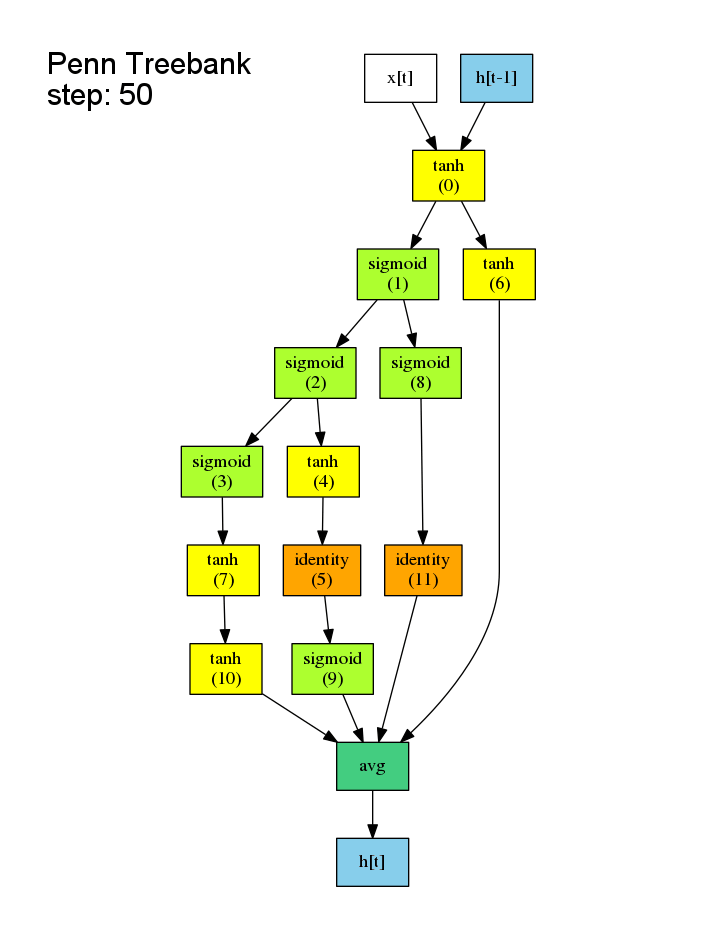 Penn Treebank
step: 50
x[t]
h[t-1]
tanh
(0)
sigmoid
(1)
tanh
(6)
sigmoid
(2)
sigmoid
(8)
sigmoid
(3)
tanh
(4)
tanh
(7)
identity
(5)
identity
(11)
tanh
(10)
sigmoid
(9)
avg
h[t]